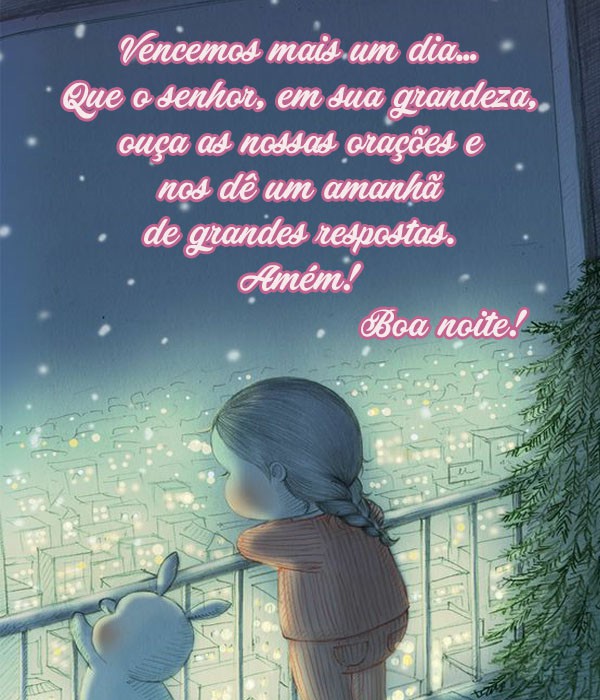 Vencemos mais um dia...
Que o senhor, em sua grandeza,
ouça as nossas orações e
nos dê um amanhã
de grandes respostas.
Amém!
Boa noite!